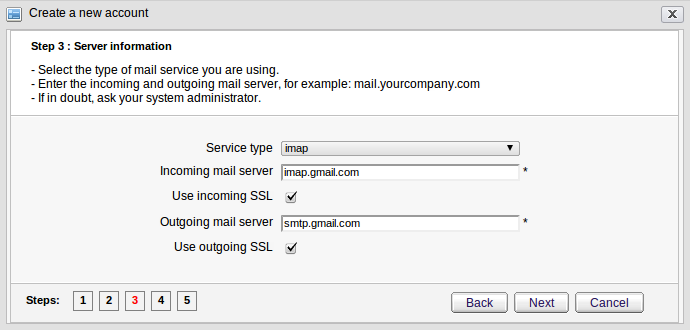 Create a new account
X
Step 3 : Server information
- Select the type of mail service you are using.
- Enter the incoming and outgoing mail server, for example: mail.yourcompany.com
- If in doubt, ask your system administrator.
Service type imap
Incoming mail server imap.gmail.com *
Use incoming SSL
Outgoing mail server smtp.gmail.com *
Use outgoing SSL
Steps: 1 2 3 4 5 Back Next Cancel